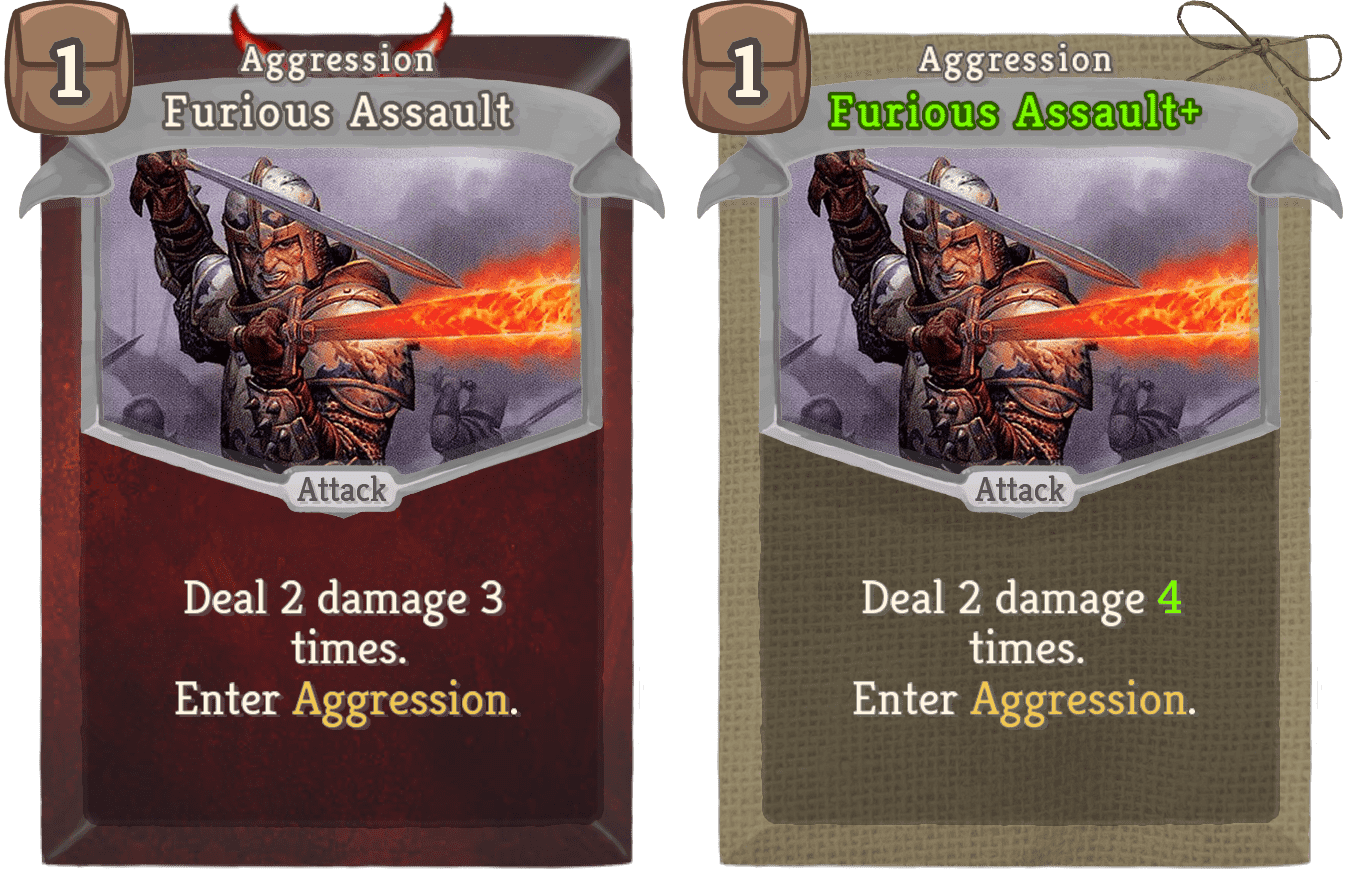 1
Aggression
Furious Assault
Attack
Deal 2 damage 3
times.
Enter Aggression.
1
Aggression
Furious Assault+
Attack
Deal 2 damage 4
times.
Enter Aggression.